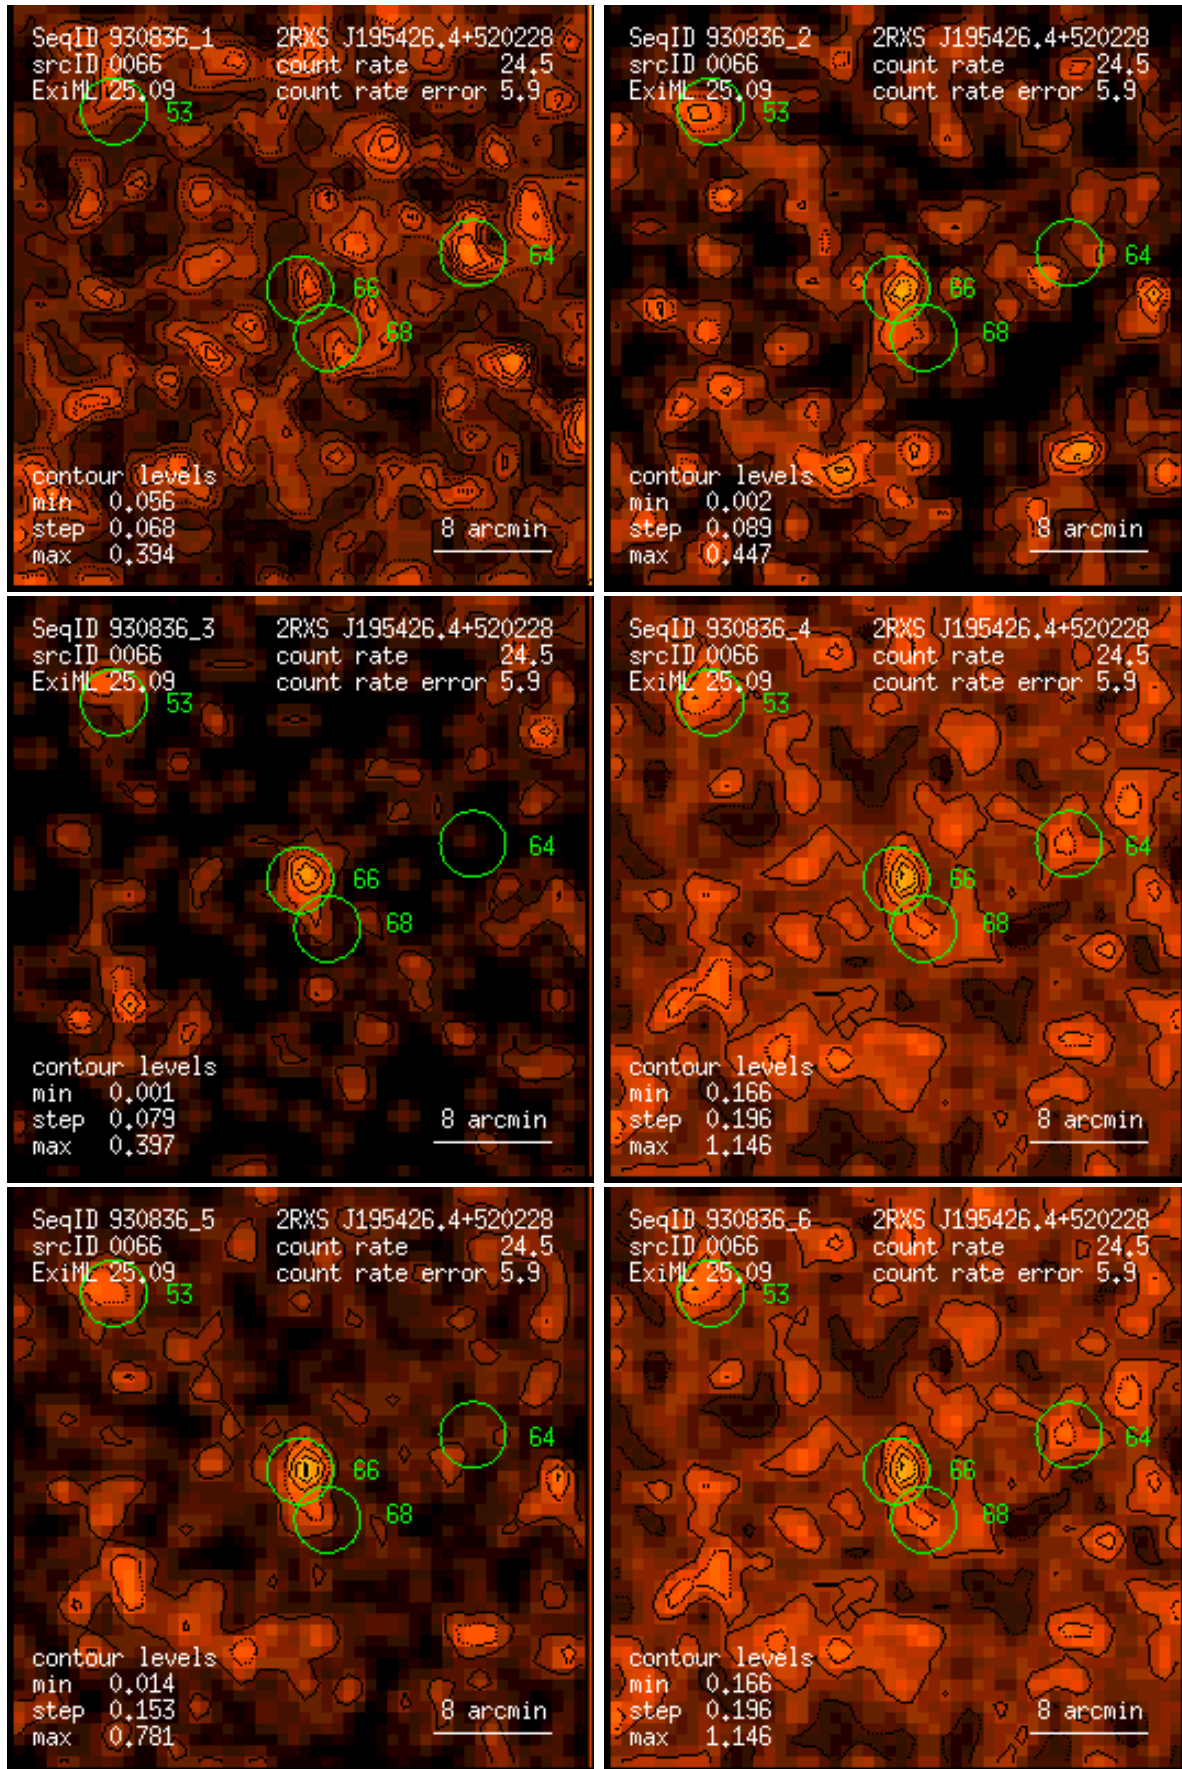 SeqID 930836_1 2RXS J195426.4+520228
srcID 0066 count rate 24.5
ExiML 25.09 count rate error 5.9
53
64
66
68
contour levels
min 0.056
step 0.068 8 arcmin
max 0.394
SeqID 930836_2 2RXS J195426.4+520228
srcID 0066 count rate 24.5
ExiML 25.09 count rate error 5.9
53
64
66
68
contour levels
min 0.002
step 0.089 8 arcmin
max 0.447
SeqID 930836_3 2RXS J195426.4+520228
srcID 0066 count rate 24.5
ExiML 25.09 count rate error 5.9
53
64
66
68
contour levels
min 0.001
step 0.079 8 arcmin
max 0.397
SeqID 930836_4 2RXS J195426.4+520228
srcID 0066 count rate 24.5
ExiML 25.09 count rate error 5.9
53
64
66
68
contour levels
min 0.166
step 0.196 8 arcmin
max 1.146
SeqID 930836_5 2RXS J195426.4+520228
srcID 0066 count rate 24.5
ExiML 25.09 count rate error 5.9
53
64
66
68
contour levels
min 0.014
step 0.153 8 arcmin
max 0.781
SeqID 930836_6 2RXS J195426.4+520228
srcID 0066 count rate 24.5
ExiML 25.09 count rate error 5.9
53
64
66
68
contour levels
min 0.166
step 0.196 8 arcmin
max 1.146